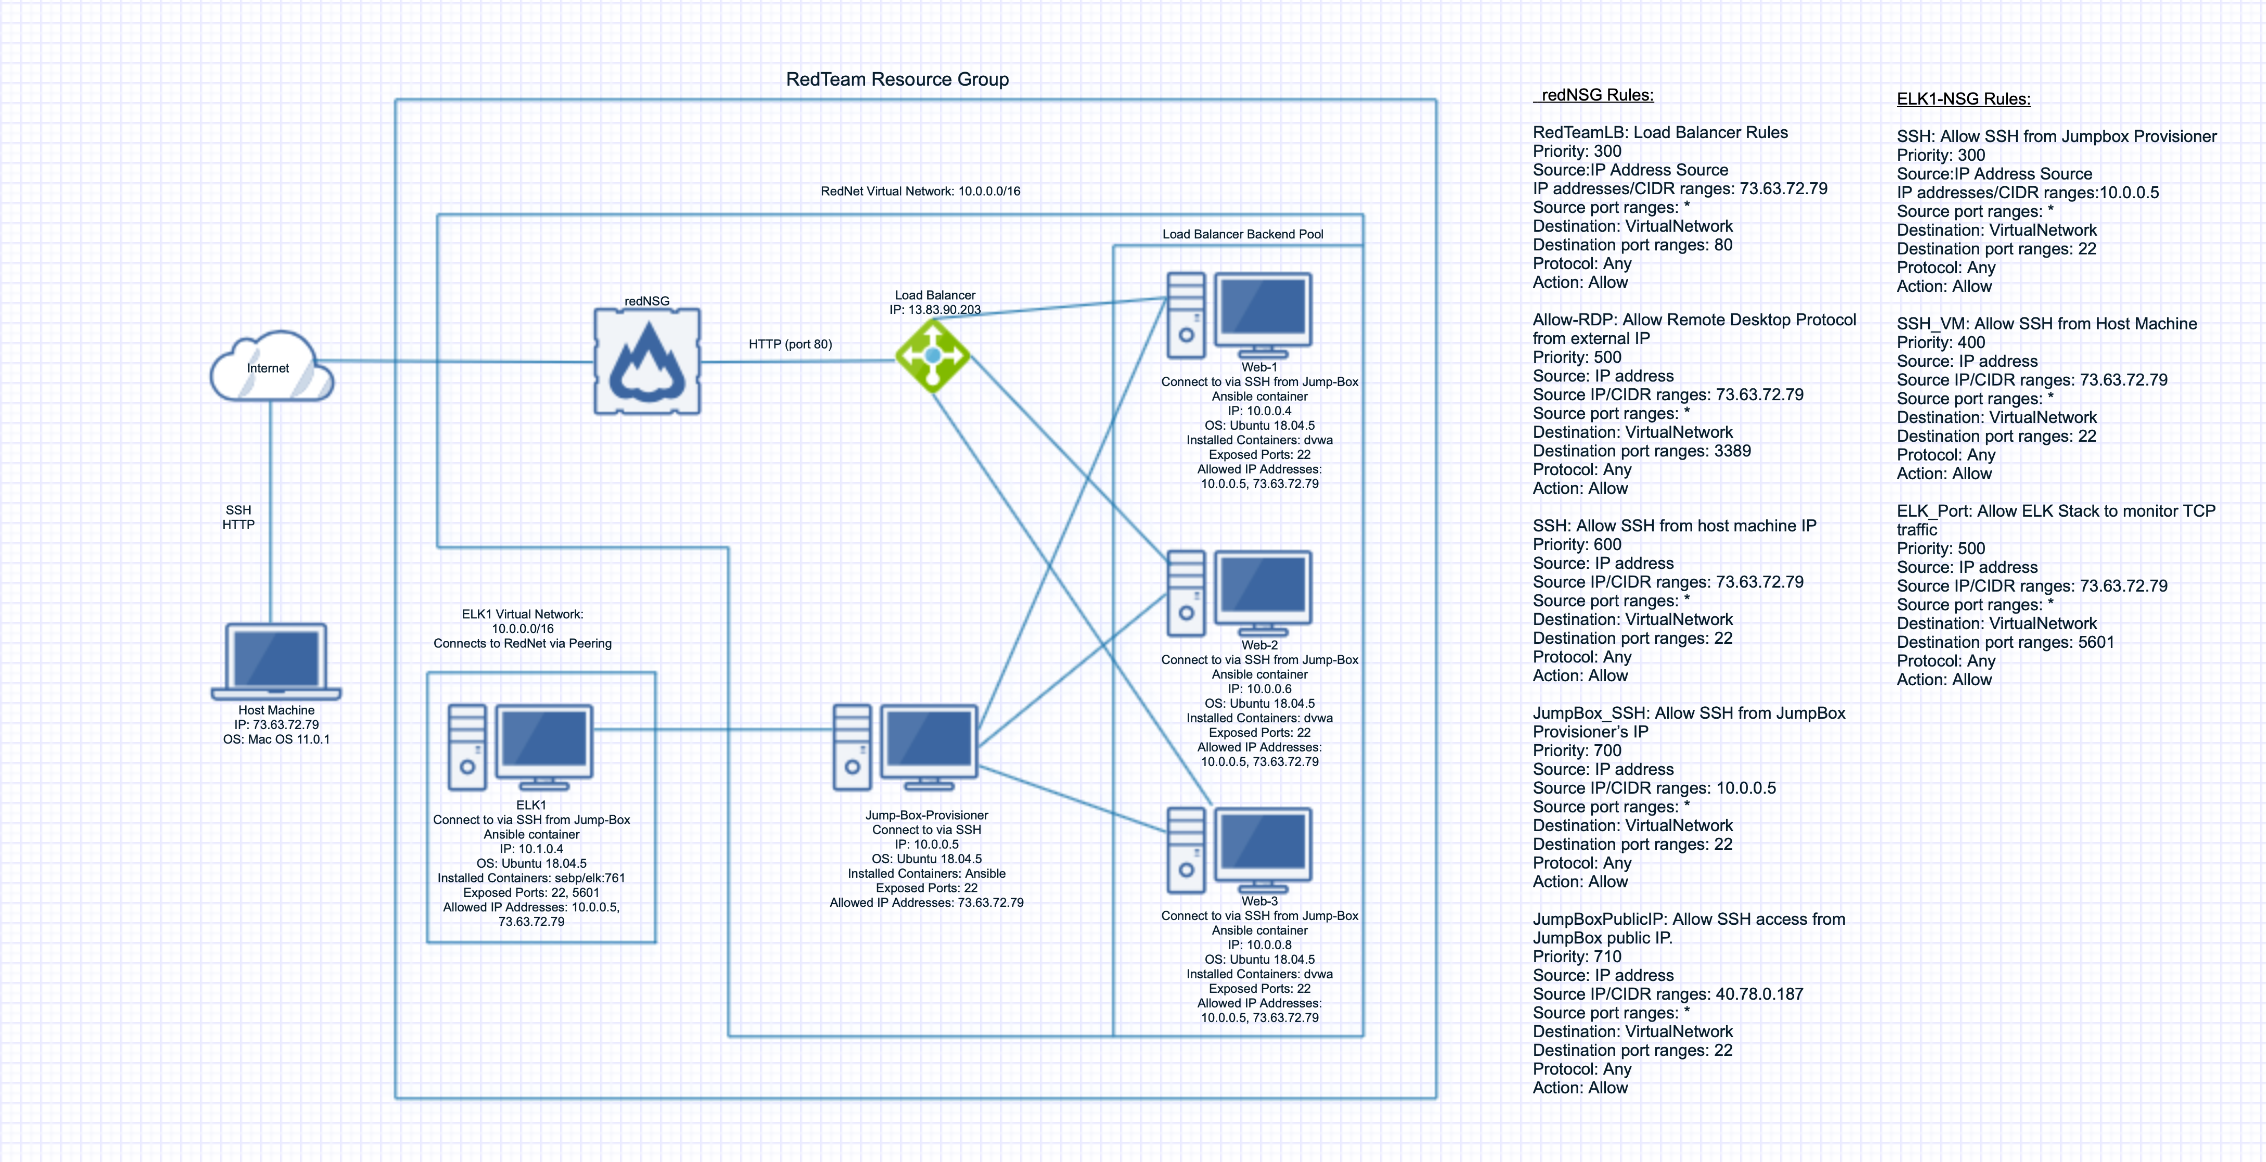 RedTeam Resource Group
RedNet Virtual Network: 10.0.0.0/16
Load Balancer Backend Pool
redNSG
Load Balancer
IP: 13.83.90.203
HTTP (port 80)
Internet
SSH
HTTP
Host Machine
IP: 73.63.72.79
OS: Mac OS 11.0.1
ELK1 Virtual Network:
10.0.0.0/16
Connects to RedNet via Peering
ELK1
Connect to via SSH from Jump-Box
Ansible container
IP: 10.1.0.4
OS: Ubuntu 18.04.5
Installed Containers: sebp/elk:761
Exposed Ports: 22, 5601
Allowed IP Addresses: 10.0.0.5,
73.63.72.79
Jump-Box-Provisioner
Connect to via SSH
IP: 10.0.0.5
OS: Ubuntu 18.04.5
Installed Containers: Ansible
Exposed Ports: 22
Allowed IP Addresses: 73.63.72.79
Web-1
Connect to via SSH from Jump-Box
Ansible container
IP: 10.0.0.4
OS: Ubuntu 18.04.5
Installed Containers: dvwa
Exposed Ports: 22
Allowed IP Addresses:
10.0.0.5, 73.63.72.79
Web-2
Connect to via SSH from Jump-Box
Ansible container
IP: 10.0.0.6
OS: Ubuntu 18.04.5
Installed Containers: dvwa
Exposed Ports: 22
Allowed IP Addresses:
10.0.0.5, 73.63.72.79
Web-3
Connect to via SSH from Jump-Box
Ansible container
IP: 10.0.0.8
OS: Ubuntu 18.04.5
Installed Containers: dvwa
Exposed Ports: 22
Allowed IP Addresses:
10.0.0.5, 73.63.72.79
_redNSG Rules:
RedTeamLB: Load Balancer Rules
Priority: 300
Source:IP Address Source
IP addresses/CIDR ranges: 73.63.72.79
Source port ranges: *
Destination: VirtualNetwork
Destination port ranges: 80
Protocol: Any
Action: Allow
Allow-RDP: Allow Remote Desktop Protocol
from external IP
Priority: 500
Source: IP address
Source IP/CIDR ranges: 73.63.72.79
Source port ranges: *
Destination: VirtualNetwork
Destination port ranges: 3389
Protocol: Any
Action: Allow
SSH: Allow SSH from host machine IP
Priority: 600
Source: IP address
Source IP/CIDR ranges: 73.63.72.79
Source port ranges: *
Destination: VirtualNetwork
Destination port ranges: 22
Protocol: Any
Action: Allow
JumpBox_SSH: Allow SSH from JumpBox
Provisioner's IP
Priority: 700
Source: IP address
Source IP/CIDR ranges: 10.0.0.5
Source port ranges: *
Destination: VirtualNetwork
Destination port ranges: 22
Protocol: Any
Action: Allow
JumpBoxPublicIP: Allow SSH access from
JumpBox public IP.
Priority: 710
Source: IP address
Source IP/CIDR ranges: 40.78.0.187
Source port ranges: *
Destination: VirtualNetwork
Destination port ranges: 22
Protocol: Any
Action: Allow
ELK1-NSG Rules:
SSH: Allow SSH from Jumpbox Provisioner
Priority: 300
Source:IP Address Source
IP addresses/CIDR ranges:10.0.0.5
Source port ranges: *
Destination: VirtualNetwork
Destination port ranges: 22
Protocol: Any
Action: Allow
SSH_VM: Allow SSH from Host Machine
Priority: 400
Source: IP address
Source IP/CIDR ranges: 73.63.72.79
Source port ranges: *
Destination: VirtualNetwork
Destination port ranges: 22
Protocol: Any
Action: Allow
ELK_Port: Allow ELK Stack to monitor TCP
traffic
Priority: 500
Source: IP address
Source IP/CIDR ranges: 73.63.72.79
Source port ranges: *
Destination: VirtualNetwork
Destination port ranges: 5601
Protocol: Any
Action: Allow